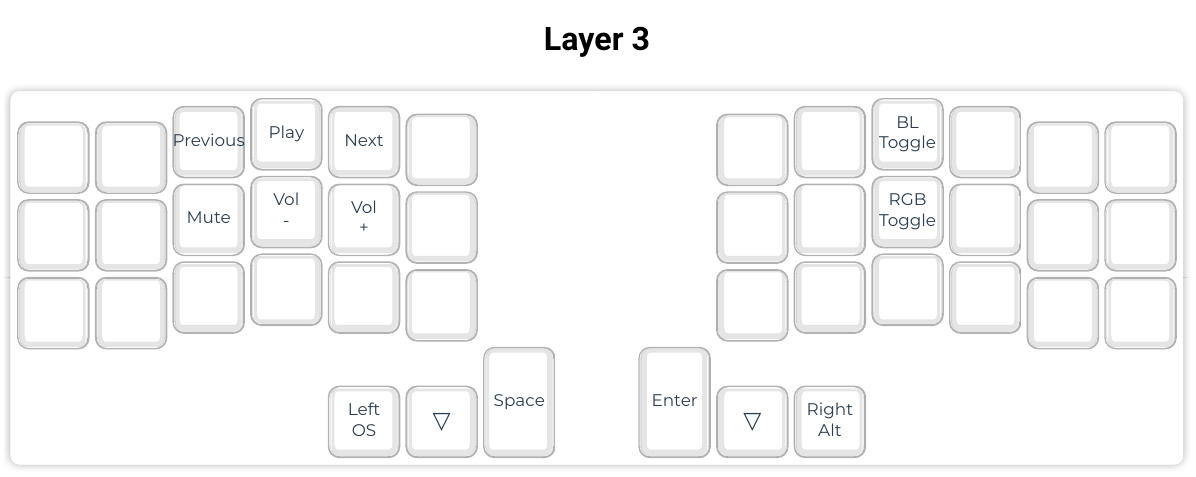 Layer 3
Previous
Play
Next
BL
Toggle
Mute
Vol
-
Vol
+
RGB
Toggle
Left
OS
▽
Space
Enter
▽
Right
Alt